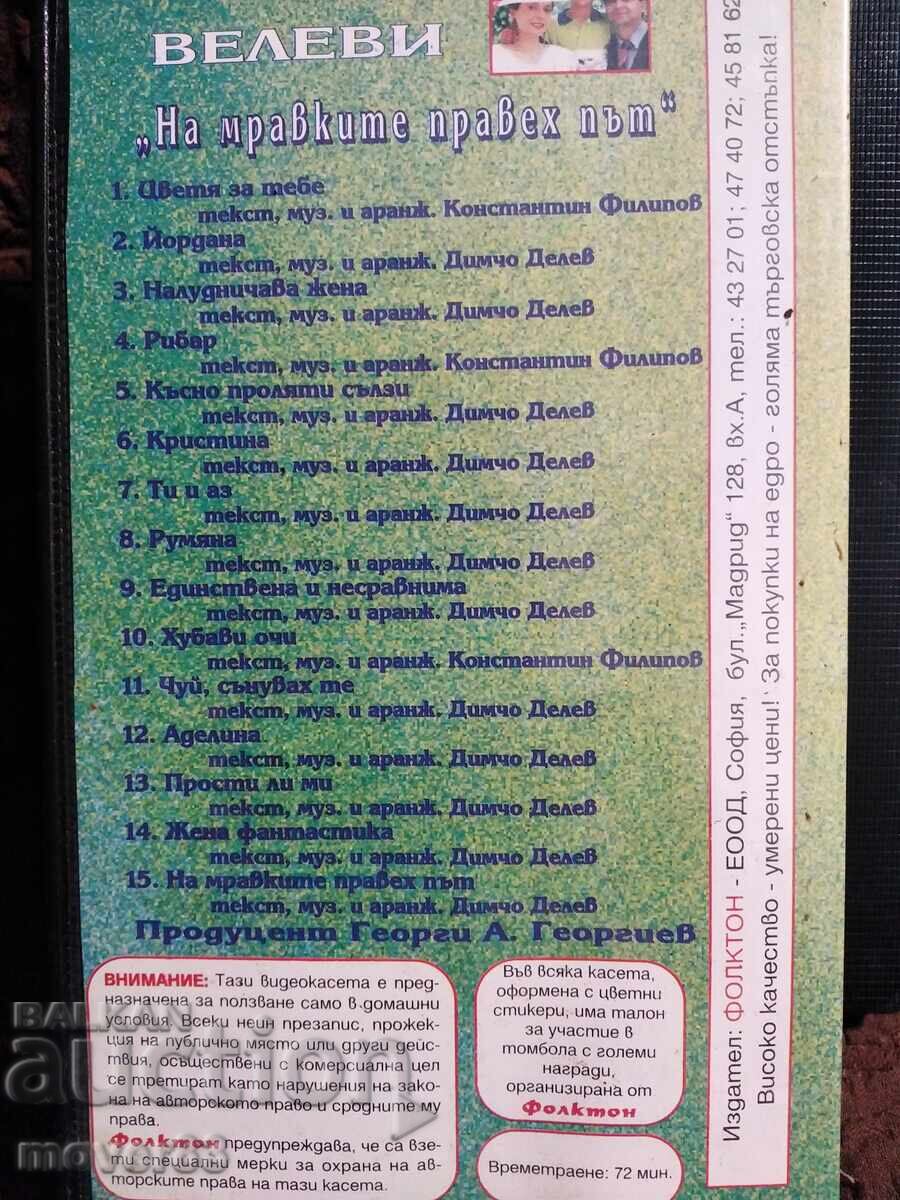 ВЕЛЕВИ
„На мравките правех път“
1. Цветя за тебе
текст, муз. и аранж. Константин Филипов
2. Йордана
текст, муз. и аранж. Димчо Делев
3. Налудничава жена
текст, муз. и аранж. Димчо Делев
4. Рибар
текст, муз. и аранж. Константин Филипов
5. Късно проляти сълзи
текст, муз. и аранж. Димчо Делев
6. Кристина
текст, муз. и аранж. Димчо Делев
7. Ти и аз
текст, муз. и аранж. Димчо Делев
8. Румяна
текст, муз. и аранж. Димчо Делев
9. Единствена и несравнима
текст, муз. и аранж. Димчо Делев
10. Хубави очи
текст, муз. и аранж. Константин Филипов
11. Чуй, сънувах те
текст, муз. и аранж. Димчо Делев
12. Аделина
текст, муз. и аранж. Димчо Делев
13. Прости ли ми
текст, муз. и аранж. Димчо Делев
14. Жена фантастика
текст, муз. и аранж. Димчо Делев
15. На мравките правех път
текст, муз. и аранж. Димчо Делев
Продуцент Георги А. Георгиев
ВНИМАНИЕ: Тази видеокасета е пред-
назначена за ползване само в домашни
условия. Всеки неин презапис, прожек-
ция на публично място или други дейс-
твия, осъществени с комерсиална цел
се третират като нарушения на зако-
на на авторското право и сродните му
права.
Фолктон предупреждава, че са взе-
ти специални мерки за охрана на ав-
торските права на тази касета.
Във всяка касета,
оформена с цветни
стикери, има талон
за участие в
томбола с големи
награди,
организирана от
Фолктон
Времетраене: 72 мин.
Издател: ФОЛКТОН - ЕООД, София, бул.„Мадрид“ 128, вх.А, тел.: 43 27 01; 47 40 72; 45 81 62
Високо качество - умерени цени! За покупки на едро - голяма търговска отстъпка!
BALKAN
auction